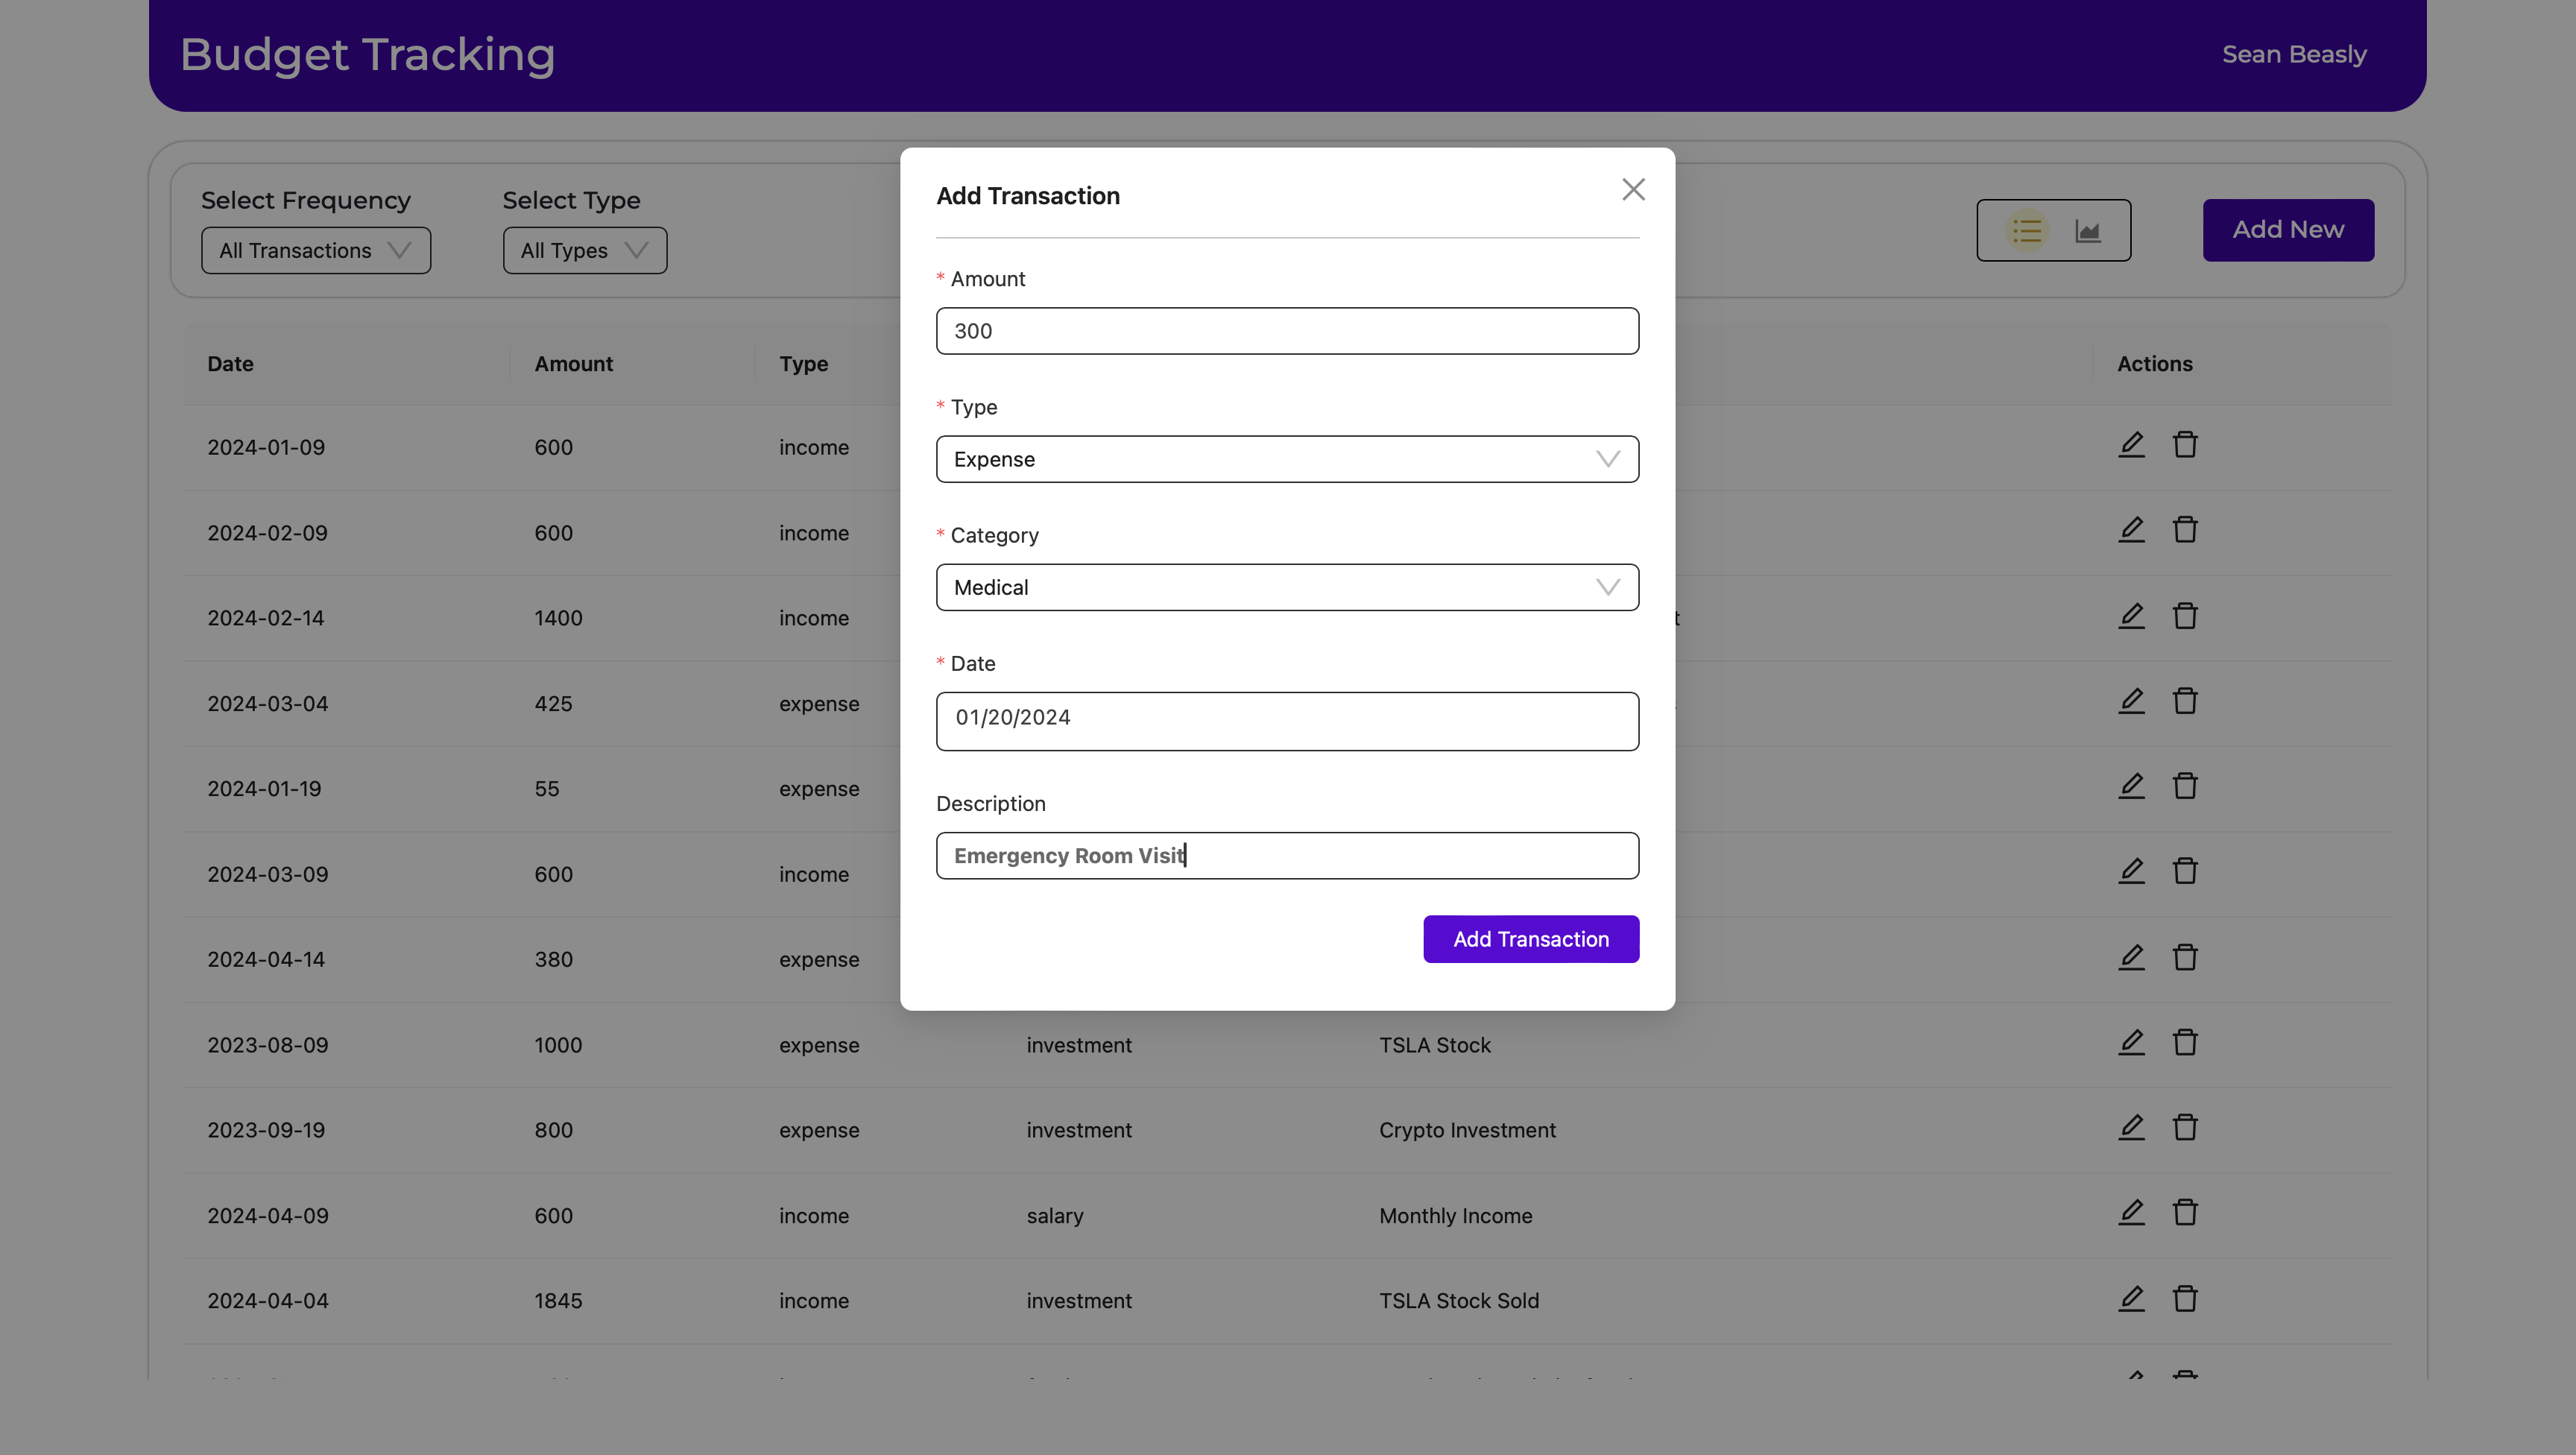 Budget Tracking
Sean Beasly
Select Frequency
Select Type
All Transactions
All Types
Add New
Add Transaction
* Amount
300
* Type
Expense
* Category
Medical
* Date
01/20/2024
Description
Emergency Room Visit
Add Transaction
Date Amount Type Actions
2024-01-09 600 income
2024-02-09 600 income
2024-02-14 1400 income
2024-03-04 425 expense
2024-01-19 55 expense
2024-03-09 600 income
2024-04-14 380 expense
2023-08-09 1000 expense investment TSLA Stock
2023-09-19 800 expense investment Crypto Investment
2024-04-09 600 income salary Monthly Income
2024-04-04 1845 income investment TSLA Stock Sold